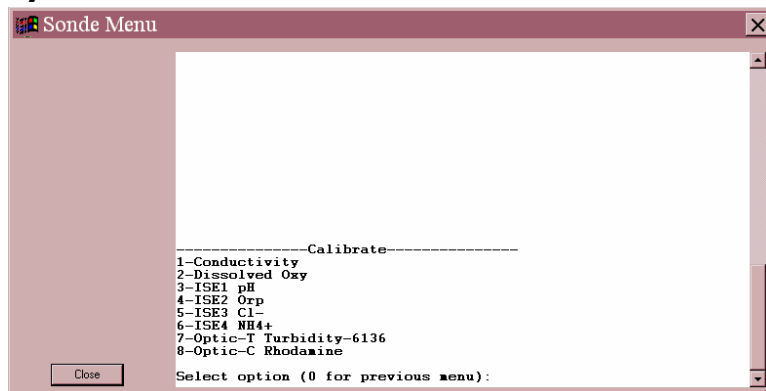 Sonde Menu
---------------Calibrate---------------
1-Conductivity
2-Dissolved Oxy
3-ISE1 pH
4-ISE2 Orp
5-ISE3 Cl-
6-ISE4 NH4+
7-Optic-T Turbidity-6136
8-Optic-C Rhodamine
Select option (0 for previous menu):
Close